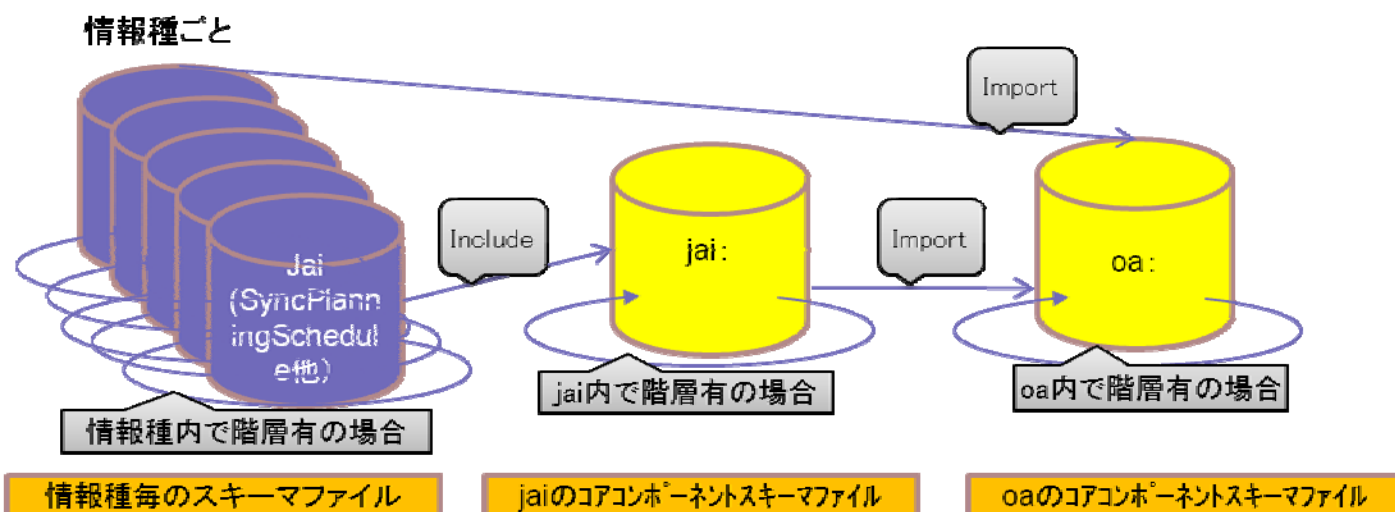 情報種ごと
Import
Include
Import
Jai
(SyncPlann
ingSchedul
e他)
jai:
oa:
情報種内で階層有の場合
jai内で階層有の場合
oa内で階層有の場合
情報種毎のスキーマファイル
jaiのｺｱｺﾝﾎﾟｰﾈﾝﾄｽｷｰﾏﾌｧｲﾙ
oaのｺｱｺﾝﾎﾟｰﾈﾝﾄｽｷｰﾏﾌｧｲﾙ